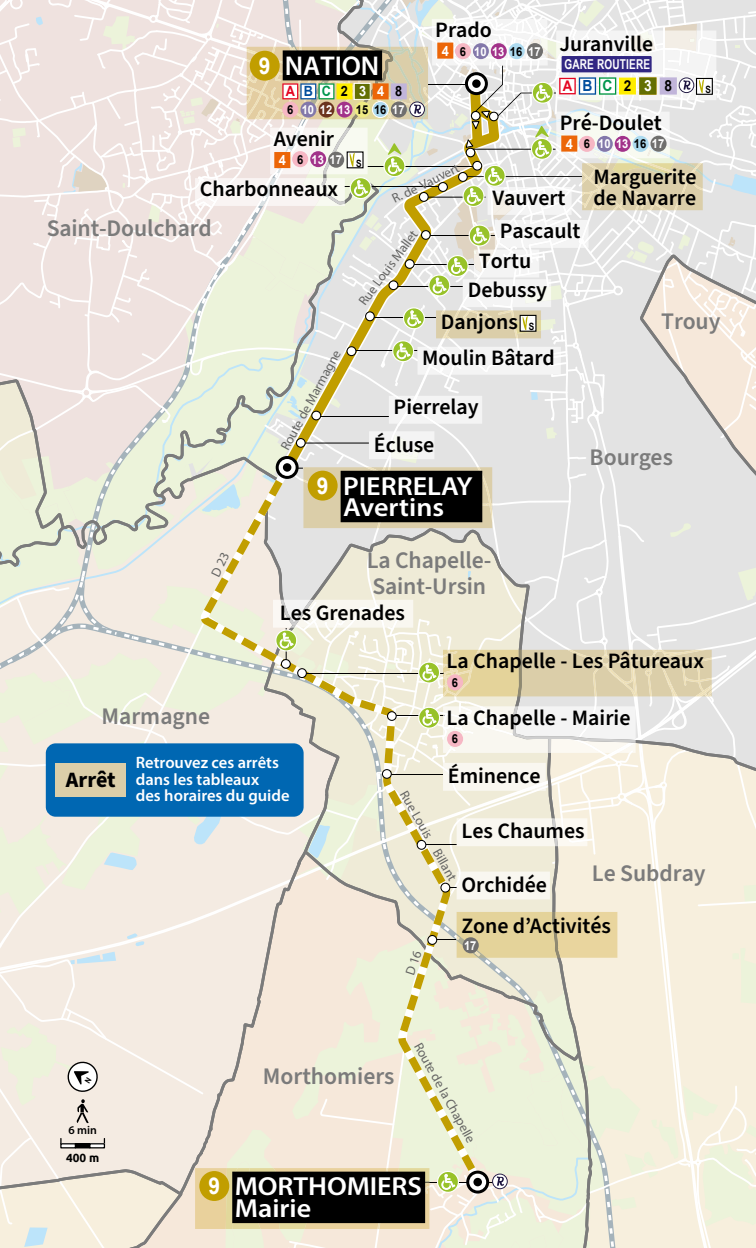 Prado
4 6 10 13 16 17
Juranville
GARE ROUTIERE
A B C 2 3 8 R Vs
9 NATION
A B C 2 3 4 8
6 10 12 13 15 16 17 R
Pré-Doulet
4 6 10 13 16 17
Avenir
4 6 13 17 Vs
Charbonneaux
R. de Vauvert
Marguerite
de Navarre
Vauvert
Saint-Doulchard
Pascault
Rue Louis Mallet
Tortu
Debussy
Danjons Vs
Trouy
Moulin Bâtard
Route de Marmagne
Pierrelay
Écluse
Bourges
9 PIERRELAY
Avertins
D 23
La Chapelle-
Saint-Ursin
Les Grenades
La Chapelle - Les Pâtureaux
6
Marmagne
La Chapelle - Mairie
6
Arrêt
Retrouvez ces arrêts
dans les tableaux
des horaires du guide
Éminence
Rue Louis
Billant
Les Chaumes
Le Subdray
Orchidée
Zone d'Activités
17
D 16
Morthomiers
Route de la Chapelle
N
6 min
400 m
9 MORTHOMIERS
Mairie
R